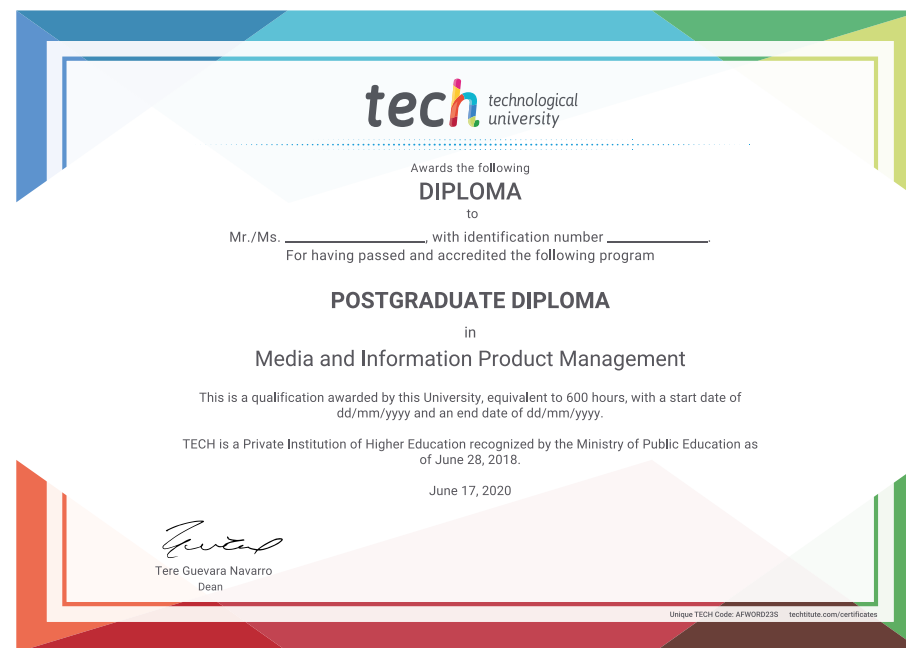 tech technological
university
Awards the following
DIPLOMA
to
Mr./Ms. ____________________, with identification number ______________.
For having passed and accredited the following program
POSTGRADUATE DIPLOMA
in
Media and Information Product Management
This is a qualification awarded by this University, equivalent to 600 hours, with a start date of
dd/mm/yyyy and an end date of dd/mm/yyyy.
TECH is a Private Institution of Higher Education recognized by the Ministry of Public Education as
of June 28, 2018.
June 17, 2020
Tere Guevara Navarro
Dean
Unique TECH Code: AFWORD23S techtitute.com/certificates